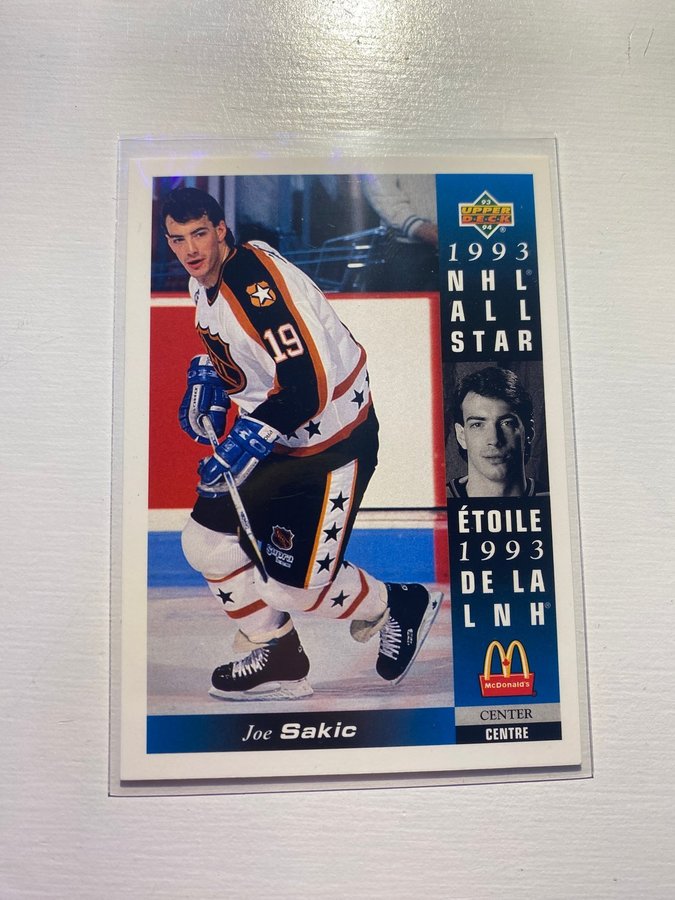 93
UPPER
DECK
94
®
1993
NHL®
ALL
STAR
19
ÉTOILE
1993
DE LA
LNH®
McDonald's
Joe Sakic
CENTER
CENTRE